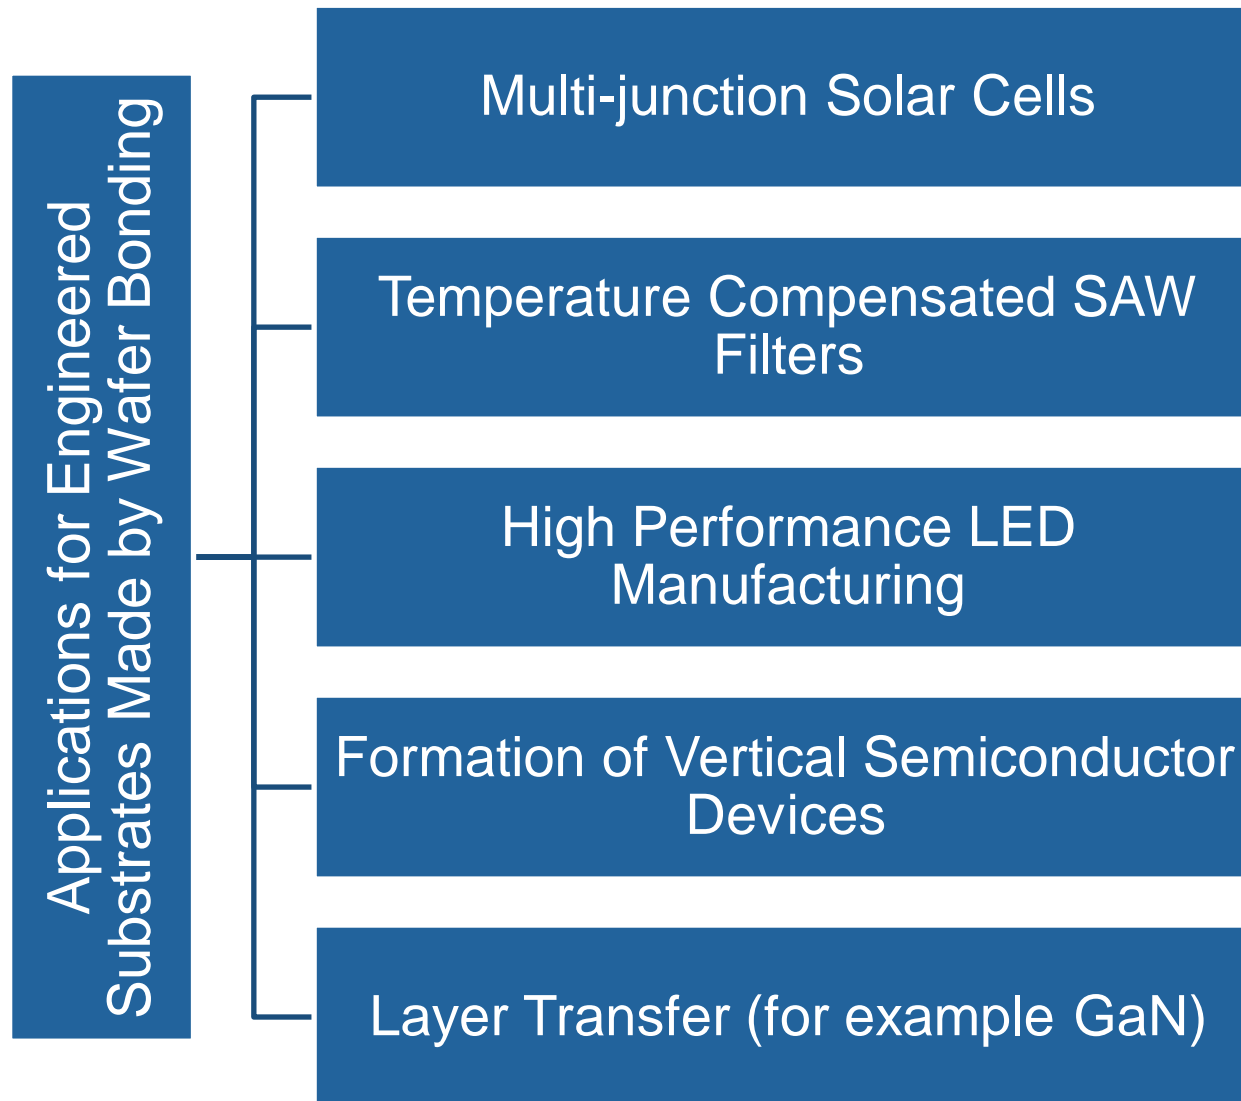 Applications for Engineered
Substrates Made by Wafer Bonding
Multi-junction Solar Cells
Temperature Compensated SAW
Filters
High Performance LED
Manufacturing
Formation of Vertical Semiconductor
Devices
Layer Transfer (for example GaN)